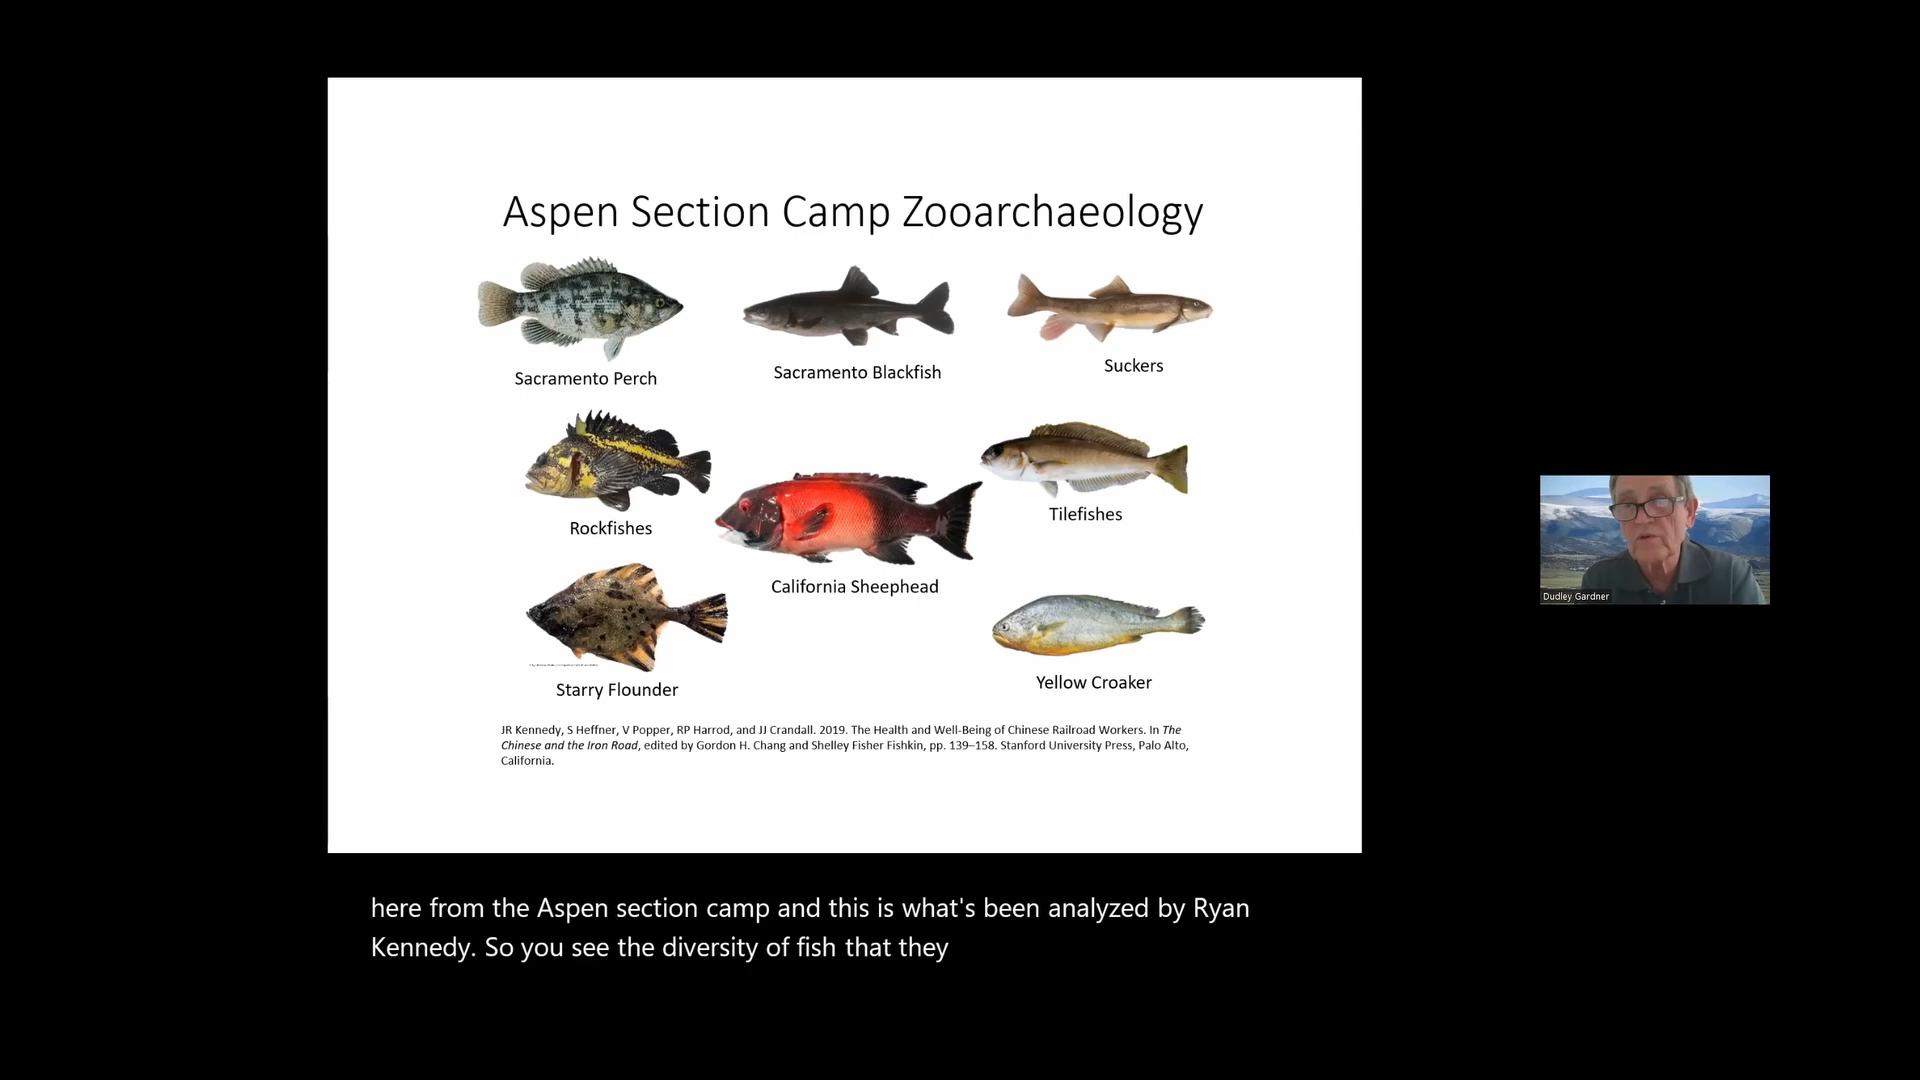 Aspen Section Camp Zooarchaeology
Sacramento Perch
Sacramento Blackfish
Suckers
Rockfishes
Tilefishes
California Sheephead
Starry Flounder
Yellow Croaker
JR Kennedy, S Heffner, V Popper, RP Harrod, and JJ Crandall. 2019. The Health and Well-Being of Chinese Railroad Workers. In The
Chinese and the Iron Road, edited by Gordon H. Chang and Shelley Fisher Fishkin, pp. 139–158. Stanford University Press, Palo Alto,
California.
Dudley Gardner
here from the Aspen section camp and this is what's been analyzed by Ryan
Kennedy. So you see the diversity of fish that they